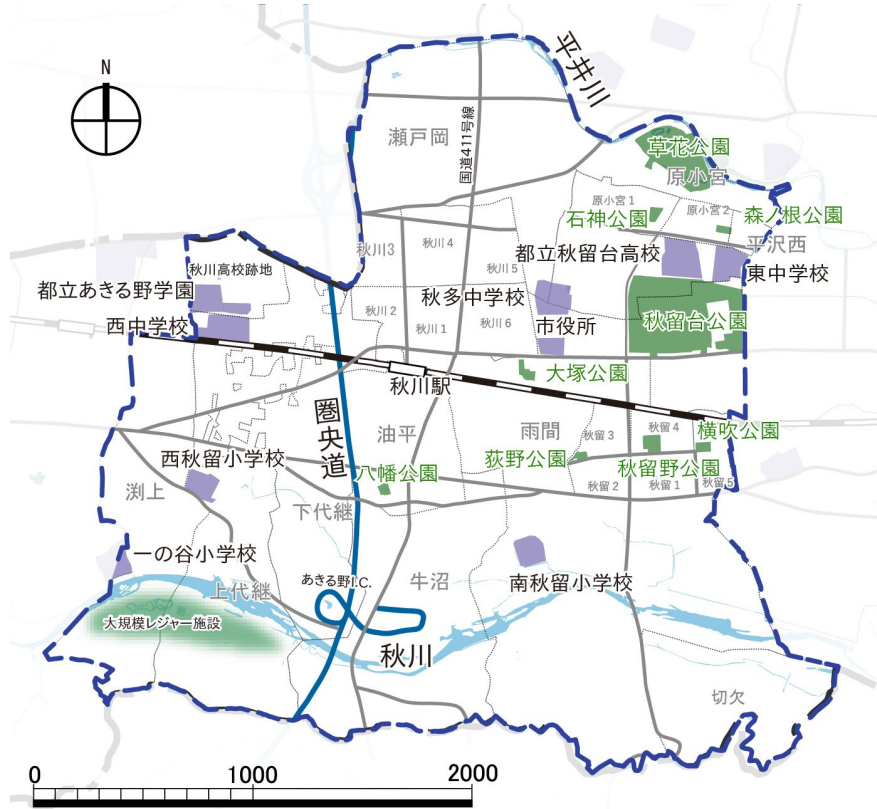 N
平井川
瀬戸岡
国道411号線
草花公園
原小宮
原小宮1
原小宮2
石神公園
森ノ根公園
平沢西
秋川3
秋川4
都立秋留台高校
東中学校
秋川高校跡地
秋川5
都立あきる野学園
秋多中学校
秋川2
秋川1
秋川6
市役所
秋留台公園
西中学校
秋川駅
大塚公園
圏央道
油平
雨間
秋留3
秋留4
横吹公園
西秋留小学校
八幡公園
荻野公園
秋留野公園
渕上
秋留2
秋留1
秋留5
下代継
一の谷小学校
上代継
あきる野I.C.
牛沼
南秋留小学校
大規模レジャー施設
秋川
切欠
0
1000
2000